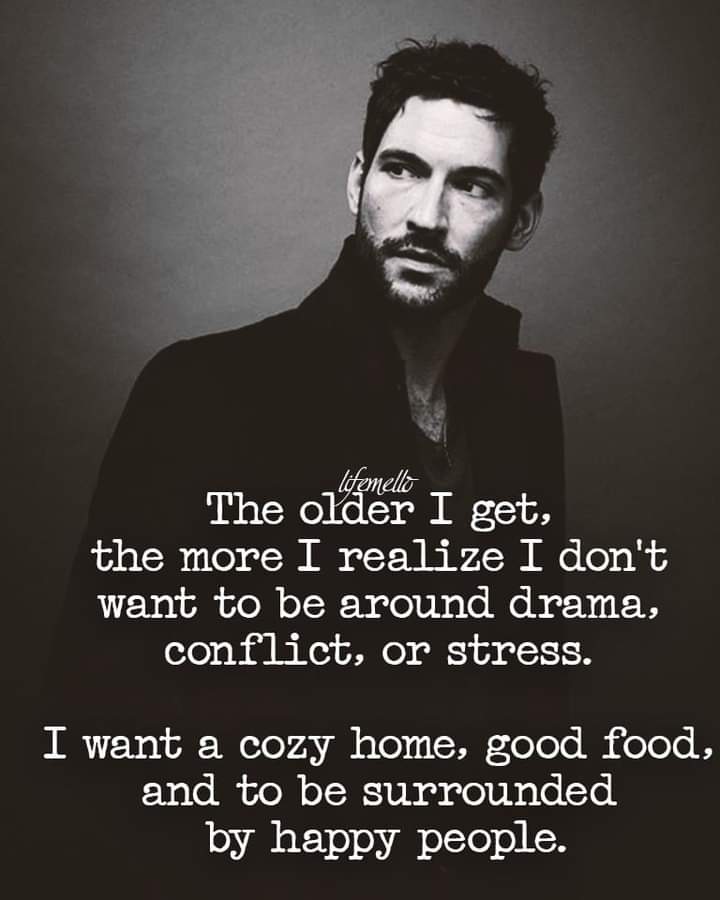 lifemello
The older I get,
the more I realize I don't
want to be around drama,
conflict, or stress.
I want a cozy home, good food,
and to be surrounded
by happy people.